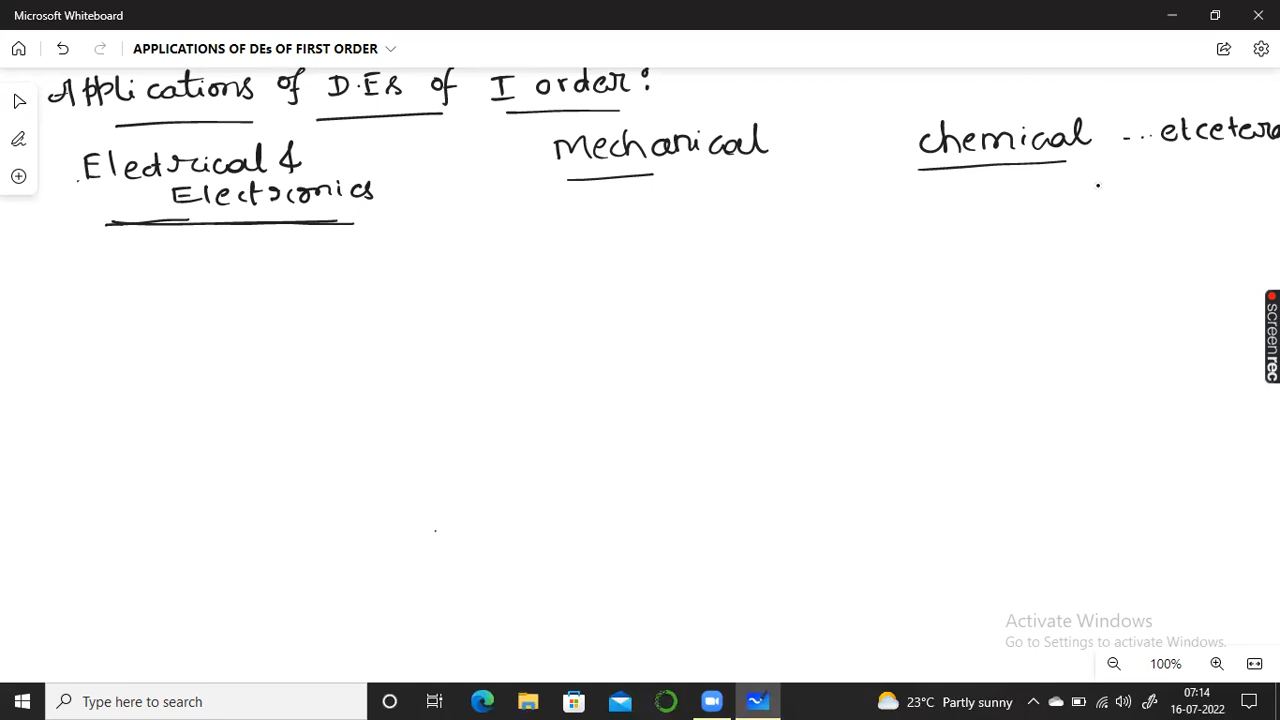 Microsoft Whiteboard
APPLICATIONS OF DEs OF FIRST ORDER
Applications of D.Es of I order:
Electrical & Mechanical chemical ... etcetera
Electronics
screenrec
Activate Windows
Go to Settings to activate Windows.
100%
Type here to search
23°C Partly sunny
07:14
16-07-2022